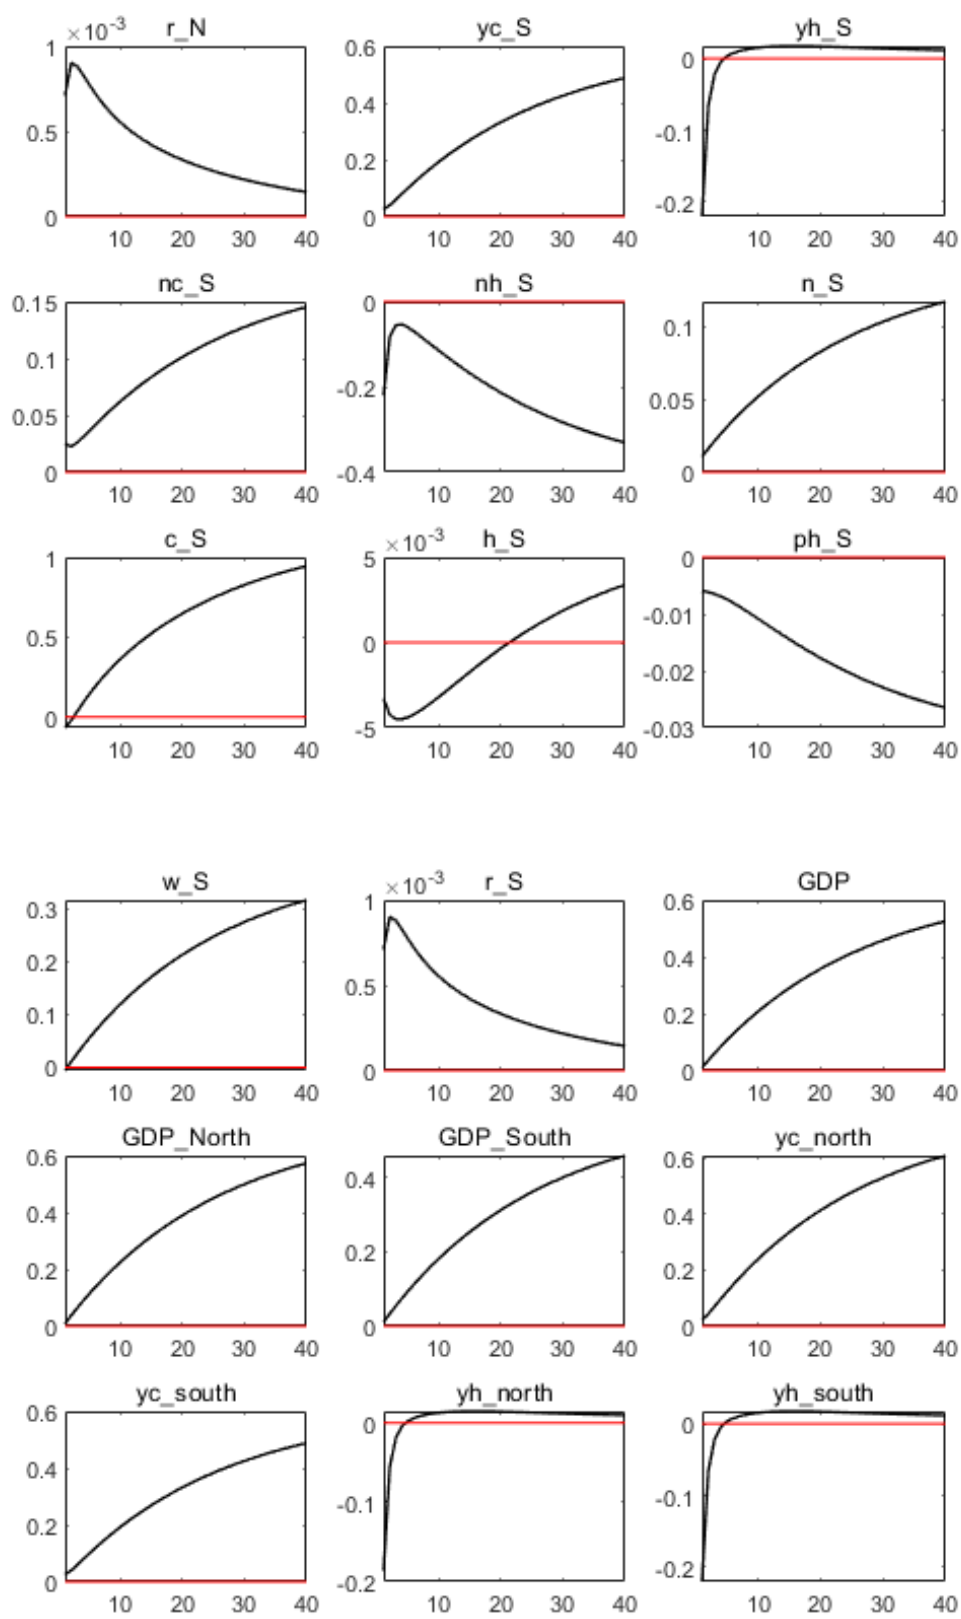 ×10⁻³ r_N yc_S yh_S
1 0.5 0 10 20 30 40
0.6 0.4 0.2 0 10 20 30 40
0 -0.1 -0.2 10 20 30 40
nc_S nh_S n_S
0.15 0.1 0.05 0 10 20 30 40
0 -0.2 -0.4 10 20 30 40
0.1 0.05 0 10 20 30 40
c_S ×10⁻³ h_S ph_S
1 0.5 0 10 20 30 40
5 0 -5 10 20 30 40
0 -0.01 -0.02 -0.03 10 20 30 40
w_S ×10⁻³ r_S GDP
0.3 0.2 0.1 0 10 20 30 40
1 0.5 0 10 20 30 40
0.6 0.4 0.2 0 10 20 30 40
GDP_North GDP_South yc_north
0.6 0.4 0.2 0 10 20 30 40
0.4 0.2 0 10 20 30 40
0.6 0.4 0.2 0 10 20 30 40
yc_south yh_north yh_south
0.6 0.4 0.2 0 10 20 30 40
0 -0.1 -0.2 10 20 30 40
0 -0.1 -0.2 10 20 30 40